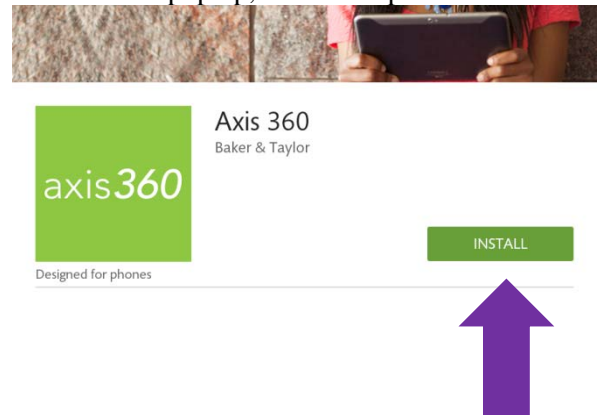 Axis 360
Baker & Taylor
axis360
INSTALL
Designed for phones